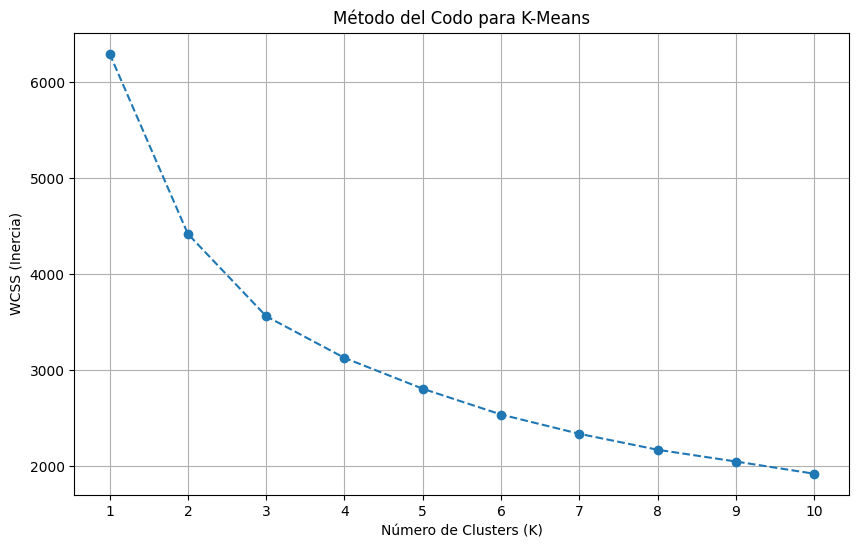 Método del Codo para K-Means
WCSS (Inercia)
6000
5000
4000
3000
2000
1 2 3 4 5 6 7 8 9 10
Número de Clusters (K)